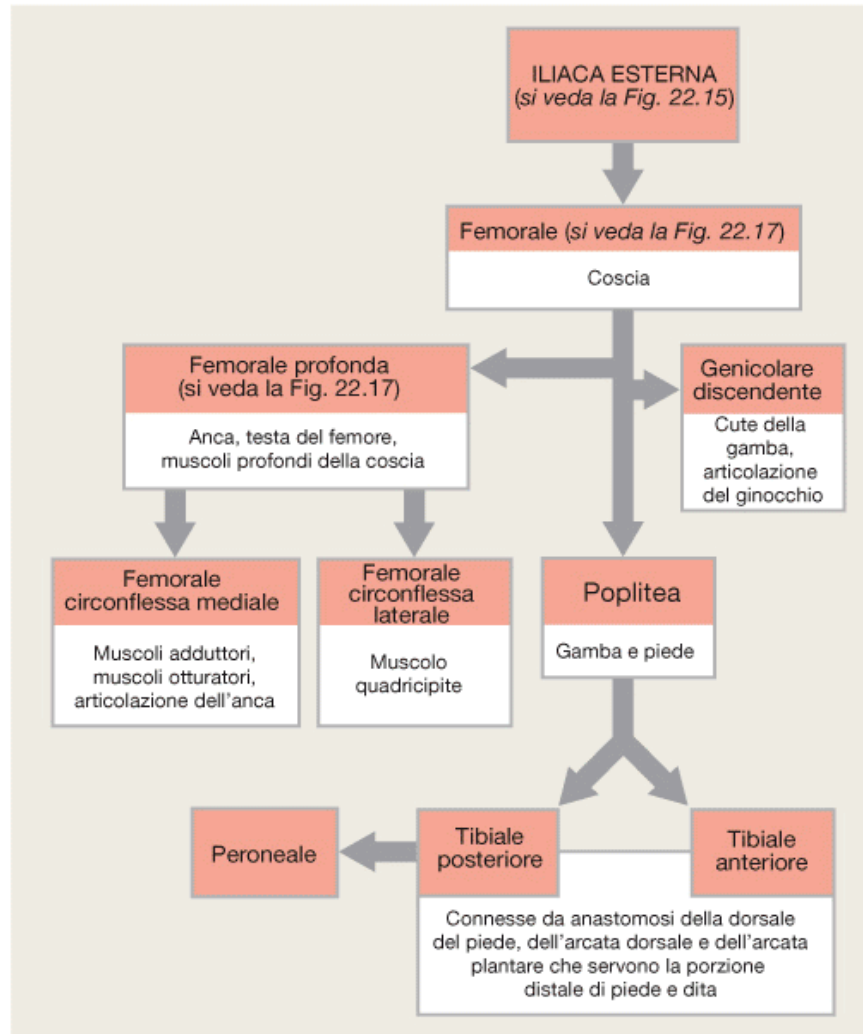 ILIACA ESTERNA
(si veda la Fig. 22.15)
Femorale (si veda la Fig. 22.17)
Coscia
Femorale profonda
(si veda la Fig. 22.17)
Anca, testa del femore,
muscoli profondi della coscia
Genicolare
discendente
Cute della
gamba,
articolazione
del ginocchio
Femorale
circonflessa mediale
Muscoli adduttori,
muscoli otturatori,
articolazione dell'anca
Femorale
circonflessa
laterale
Muscolo
quadricipite
Poplitea
Gamba e piede
Peroneale
Tibiale
posteriore
Tibiale
anteriore
Connesse da anastomosi della dorsale
del piede, dell'arcata dorsale e dell'arcata
plantare che servono la porzione
distale di piede e dita